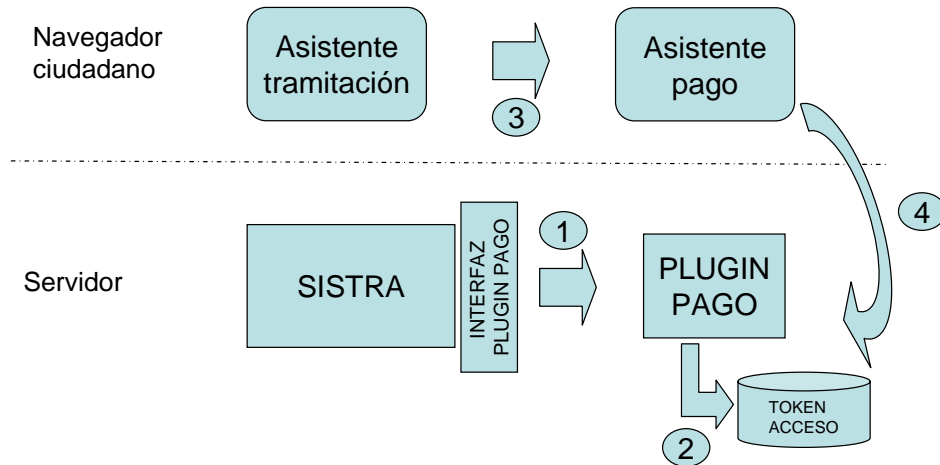 Navegador
ciudadano
Asistente
tramitación
3
Asistente
pago
4
Servidor
SISTRA
INTERFAZ
PLUGIN PAGO
1
PLUGIN
PAGO
2
TOKEN
ACCESO